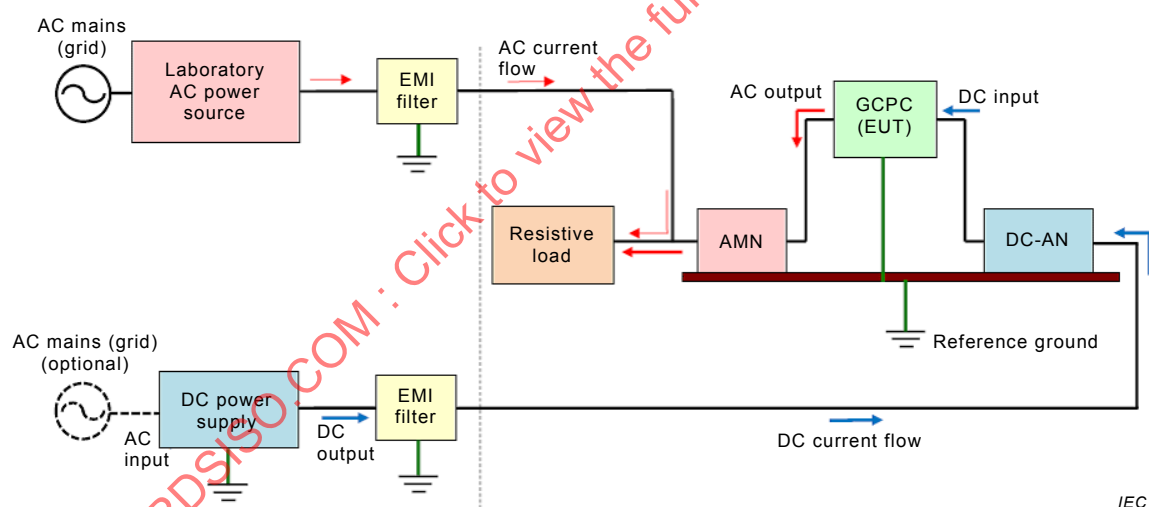 AC mains
(grid)
Laboratory
AC power
source
EMI
filter
AC current
flow
AC output
GCPC
(EUT)
DC input
Resistive
load
AMN
DC-AN
Reference ground
AC mains (grid)
(optional)
AC
input
DC power
supply
DC
output
EMI
filter
DC current flow
IEC
RDSISO.COM : Click to view the full